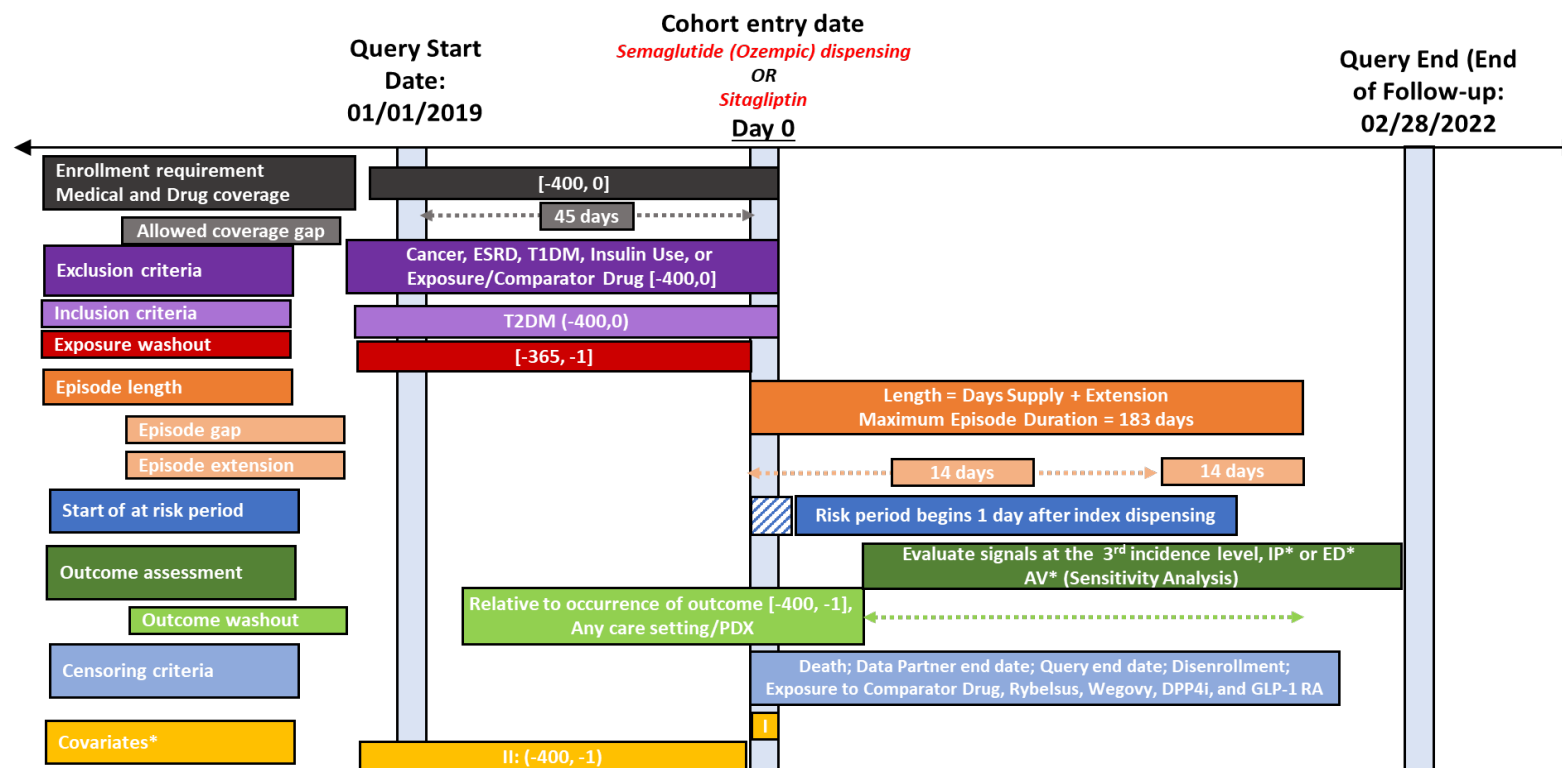 Cohort entry date
Semaglutide (Ozempic) dispensing
OR
Sitagliptin
Day 0
Query Start
Date:
01/01/2019
Query End (End
of Follow-up:
02/28/2022
Enrollment requirement
Medical and Drug coverage
[-400, 0]
Allowed coverage gap
45 days
Exclusion criteria
Cancer, ESRD, T1DM, Insulin Use, or
Exposure/Comparator Drug [-400,0]
Inclusion criteria
T2DM (-400,0)
Exposure washout
[-365, -1]
Episode length
Length = Days Supply + Extension
Maximum Episode Duration = 183 days
Episode gap
Episode extension
14 days
14 days
Start of at risk period
Risk period begins 1 day after index dispensing
Outcome assessment
Evaluate signals at the 3rd incidence level, IP* or ED*
AV* (Sensitivity Analysis)
Outcome washout
Relative to occurrence of outcome [-400, -1],
Any care setting/PDX
Censoring criteria
Death; Data Partner end date; Query end date; Disenrollment;
Exposure to Comparator Drug, Rybelsus, Wegovy, DPP4i, and GLP-1 RA
Covariates*
I
II: (-400, -1)